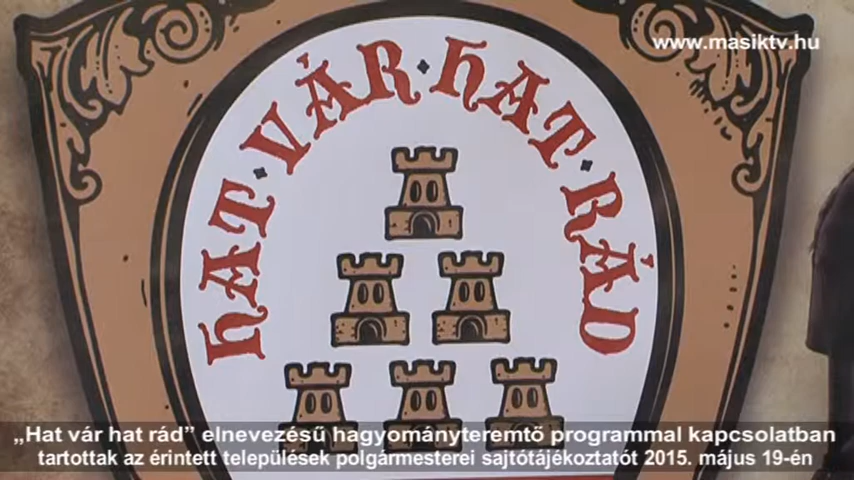 www.masiktv.hu
HAT·VÁR·HAT·HAT·RÁD
„Hat vár hat rád” elnevezésű hagyományteremtő programmal kapcsolatban
tartottak az érintett települések polgármesterei sajtótájékoztatót 2015. május 19-én